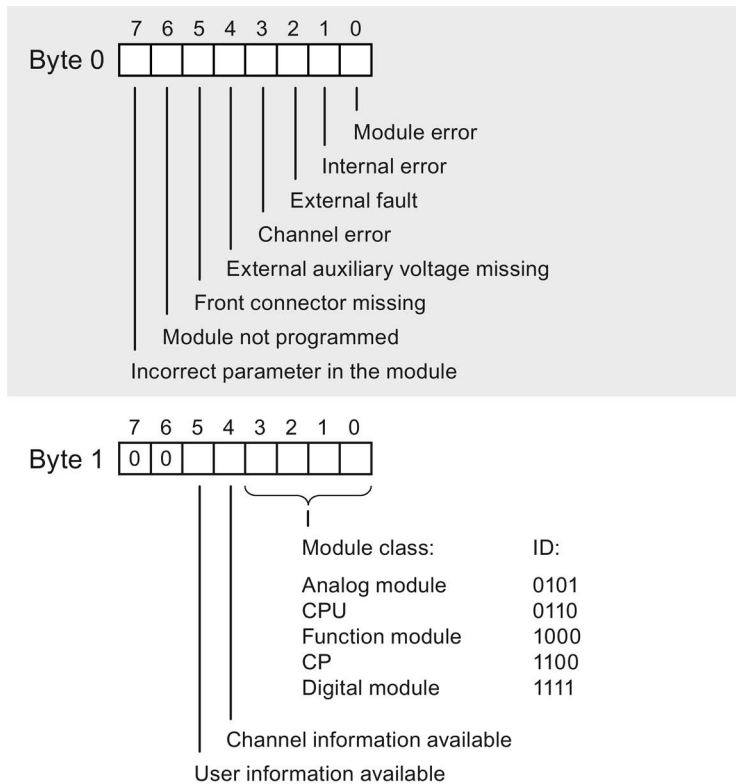 7 6 5 4 3 2 1 0
Byte 0
Module error
Internal error
External fault
Channel error
External auxiliary voltage missing
Front connector missing
Module not programmed
Incorrect parameter in the module
7 6 5 4 3 2 1 0
Byte 1 0 0
Module class: ID:
Analog module 0101
CPU 0110
Function module 1000
CP 1100
Digital module 1111
Channel information available
User information available